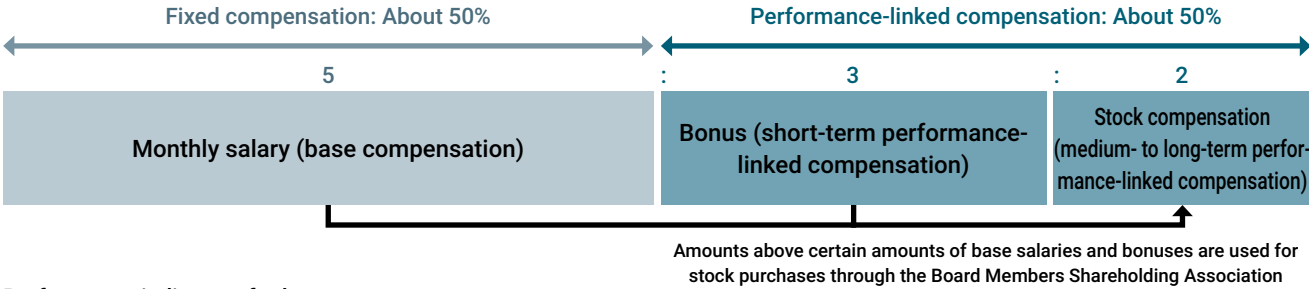 Fixed compensation: About 50%
Performance-linked compensation: About 50%
5 : 3 : 2
Monthly salary (base compensation)
Bonus (short-term performance-
linked compensation)
Stock compensation
(medium- to long-term perfor-
mance-linked compensation)
Amounts above certain amounts of base salaries and bonuses are used for
stock purchases through the Board Members Shareholding Association